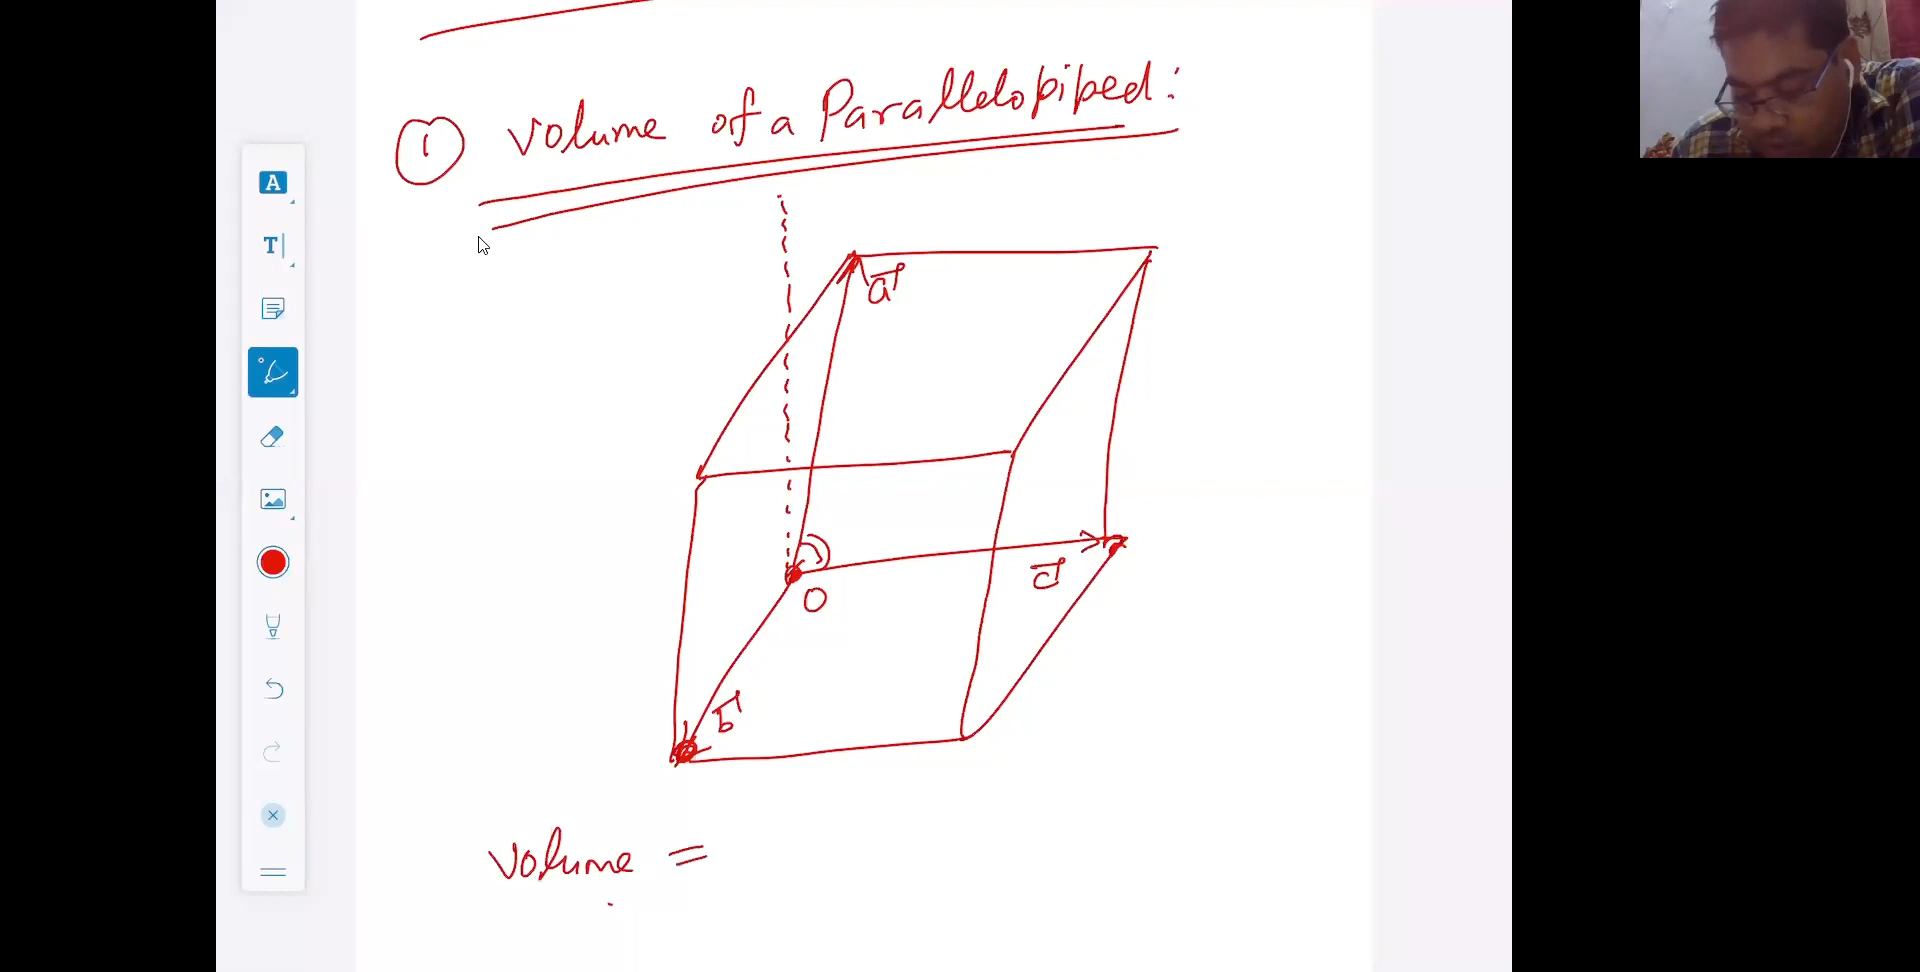 ① Volume of a Parallelopiped:
A
T
a⃗
O
c⃗
b⃗
Volume =